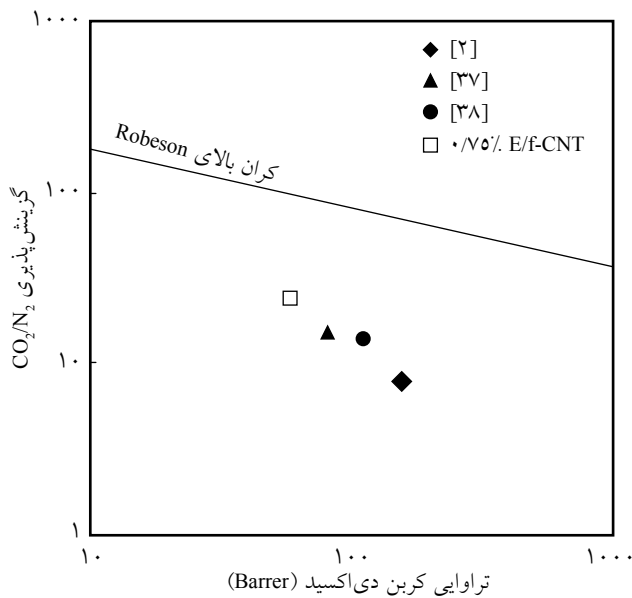 ۱۰۰۰
[۲]
[۳۷]
[۳۸]
۰/۷۵٪ E/f-CNT
کران بالای Robeson
۱۰۰
گزینش‌پذیری CO₂/N₂
۱۰
۱
۱۰
۱۰۰
۱۰۰۰
تراوایی کربن دی‌اکسید (Barrer)